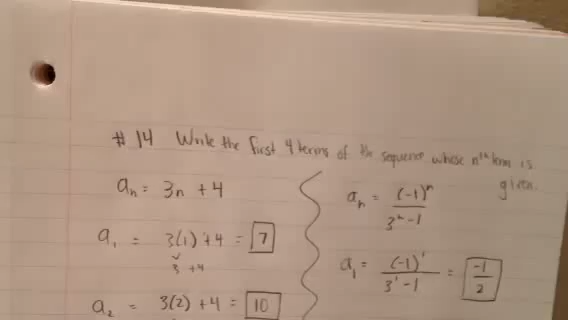 #14 Write the first 4 terms of the sequence whose nth term is given.
aₙ = 3n + 4
a₁ = 3(1) + 4 = 7
3 + 4
a₂ = 3(2) + 4 = 10
aₙ = (-1)ⁿ / 3ⁿ - 1
a₁ = (-1)¹ / 3¹ - 1 = -1 / 2